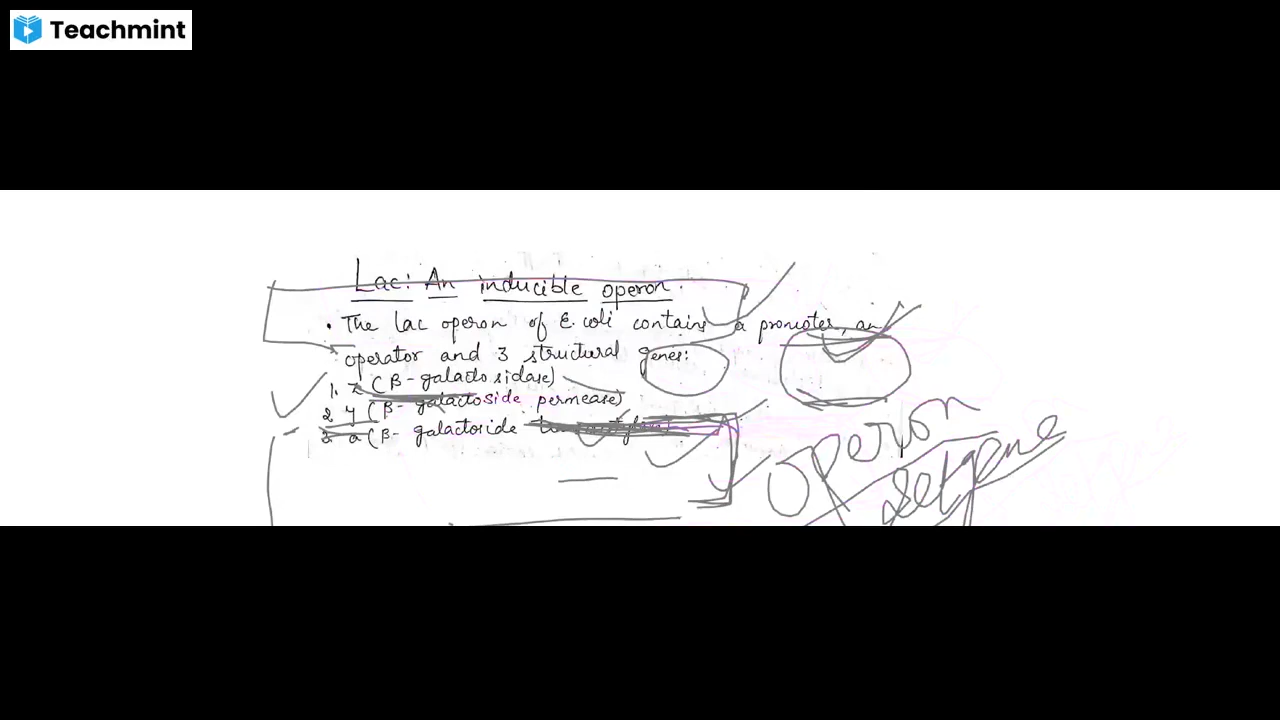 Teachmint
Lac: An inducible operon.
• The lac operon of E. coli contains a promoter, an
operator and 3 structural genes:
1. z (β-galactosidase)
2 y (β-galactoside permease)
3 a (β-galactoside
operon
set gene